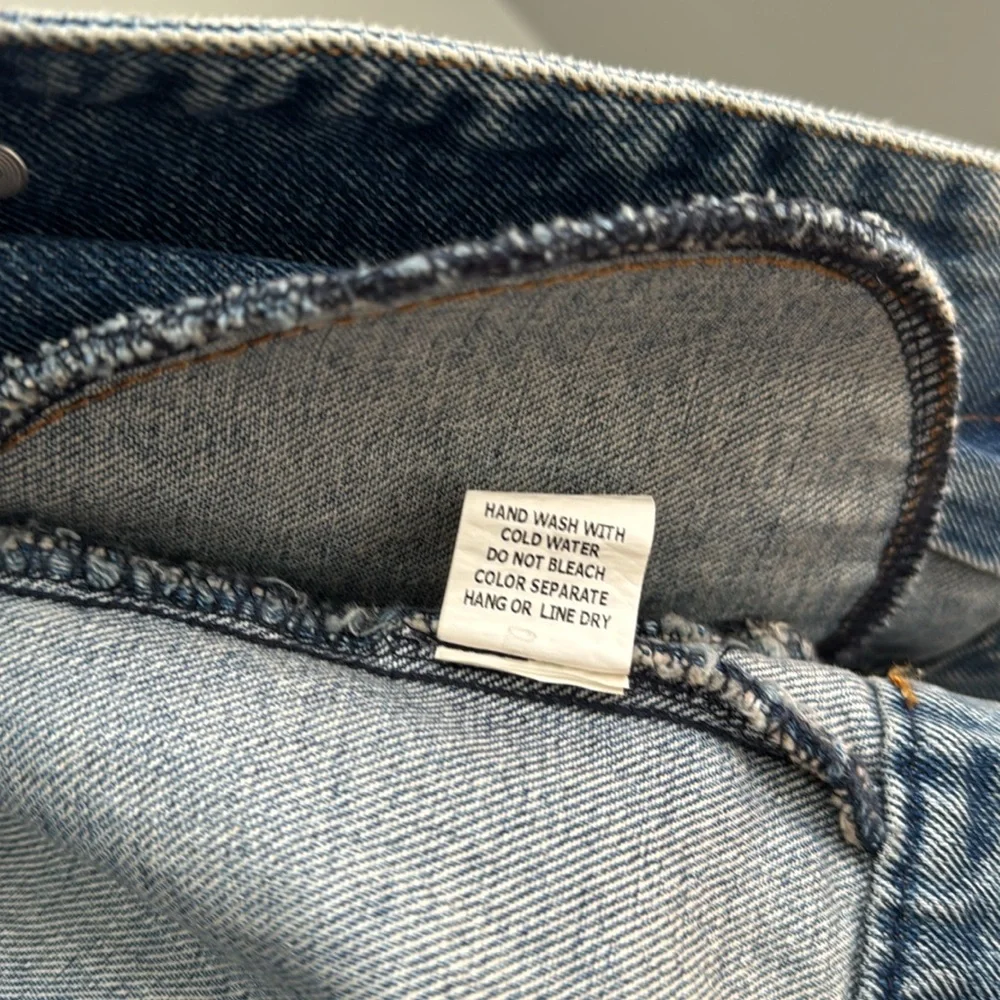 HAND WASH WITH
COLD WATER
DO NOT BLEACH
COLOR SEPARATE
HANG OR LINE DRY